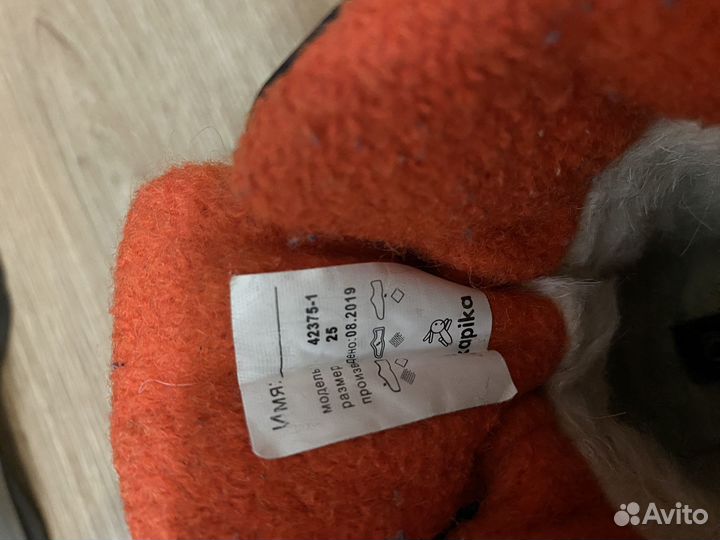 kapika
Имя:
модель 42375-1
размер 25
произведено:08.2019
Avito